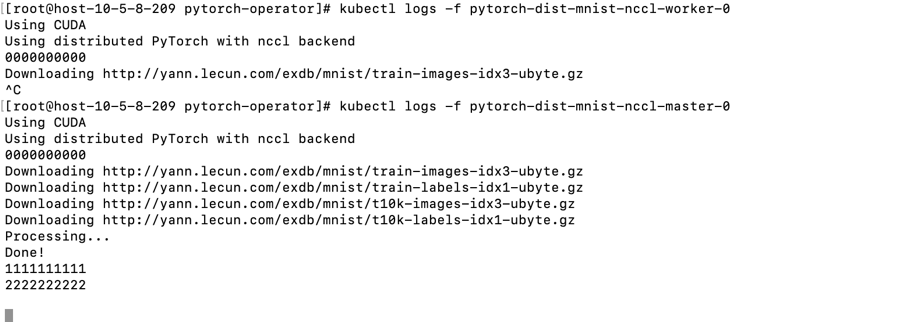 [[root@host-10-5-8-209 pytorch-operator]# kubectl logs -f pytorch-dist-mnist-nccl-worker-0
Using CUDA
Using distributed PyTorch with nccl backend
0000000000
Downloading http://yann.lecun.com/exdb/mnist/train-images-idx3-ubyte.gz
^C
[[root@host-10-5-8-209 pytorch-operator]# kubectl logs -f pytorch-dist-mnist-nccl-master-0
Using CUDA
Using distributed PyTorch with nccl backend
0000000000
Downloading http://yann.lecun.com/exdb/mnist/train-images-idx3-ubyte.gz
Downloading http://yann.lecun.com/exdb/mnist/train-labels-idx1-ubyte.gz
Downloading http://yann.lecun.com/exdb/mnist/t10k-images-idx3-ubyte.gz
Downloading http://yann.lecun.com/exdb/mnist/t10k-labels-idx1-ubyte.gz
Processing...
Done!
1111111111
2222222222